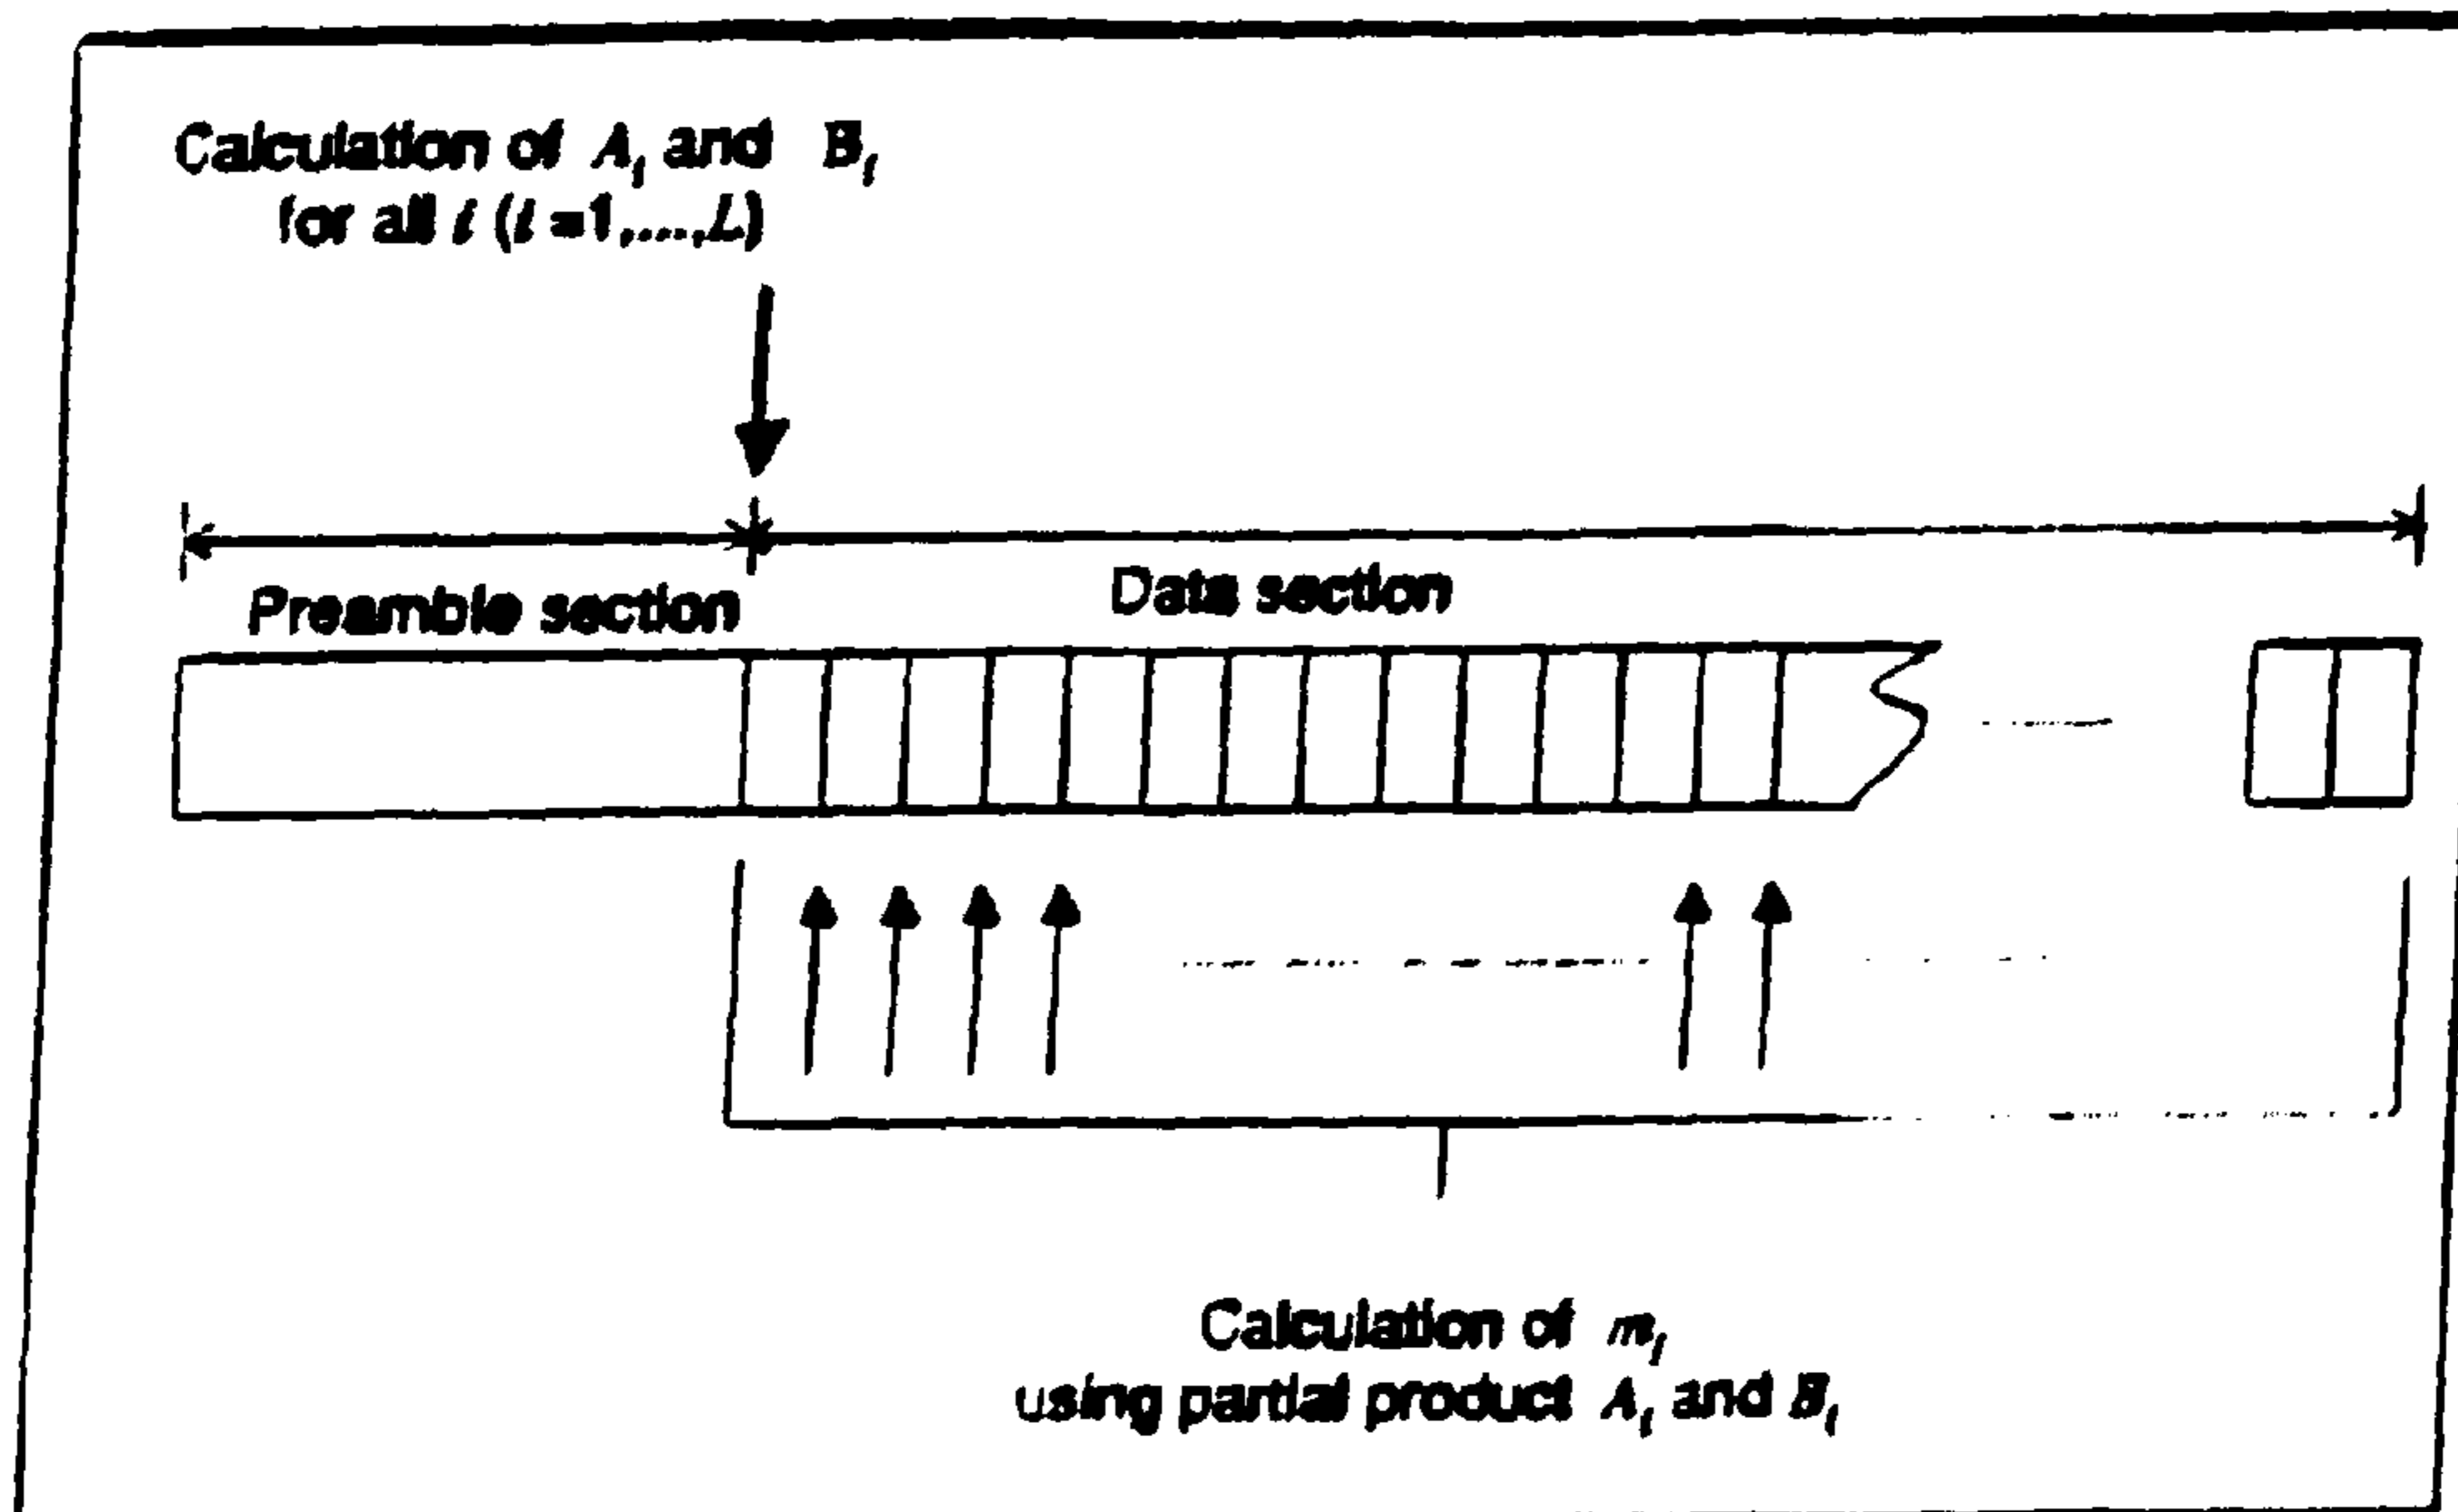 Calculation of A_l and B_l
for all l (l=1,....,L)
Preamble section
Data section
Calculation of m_l
using partial product A_l and B_l